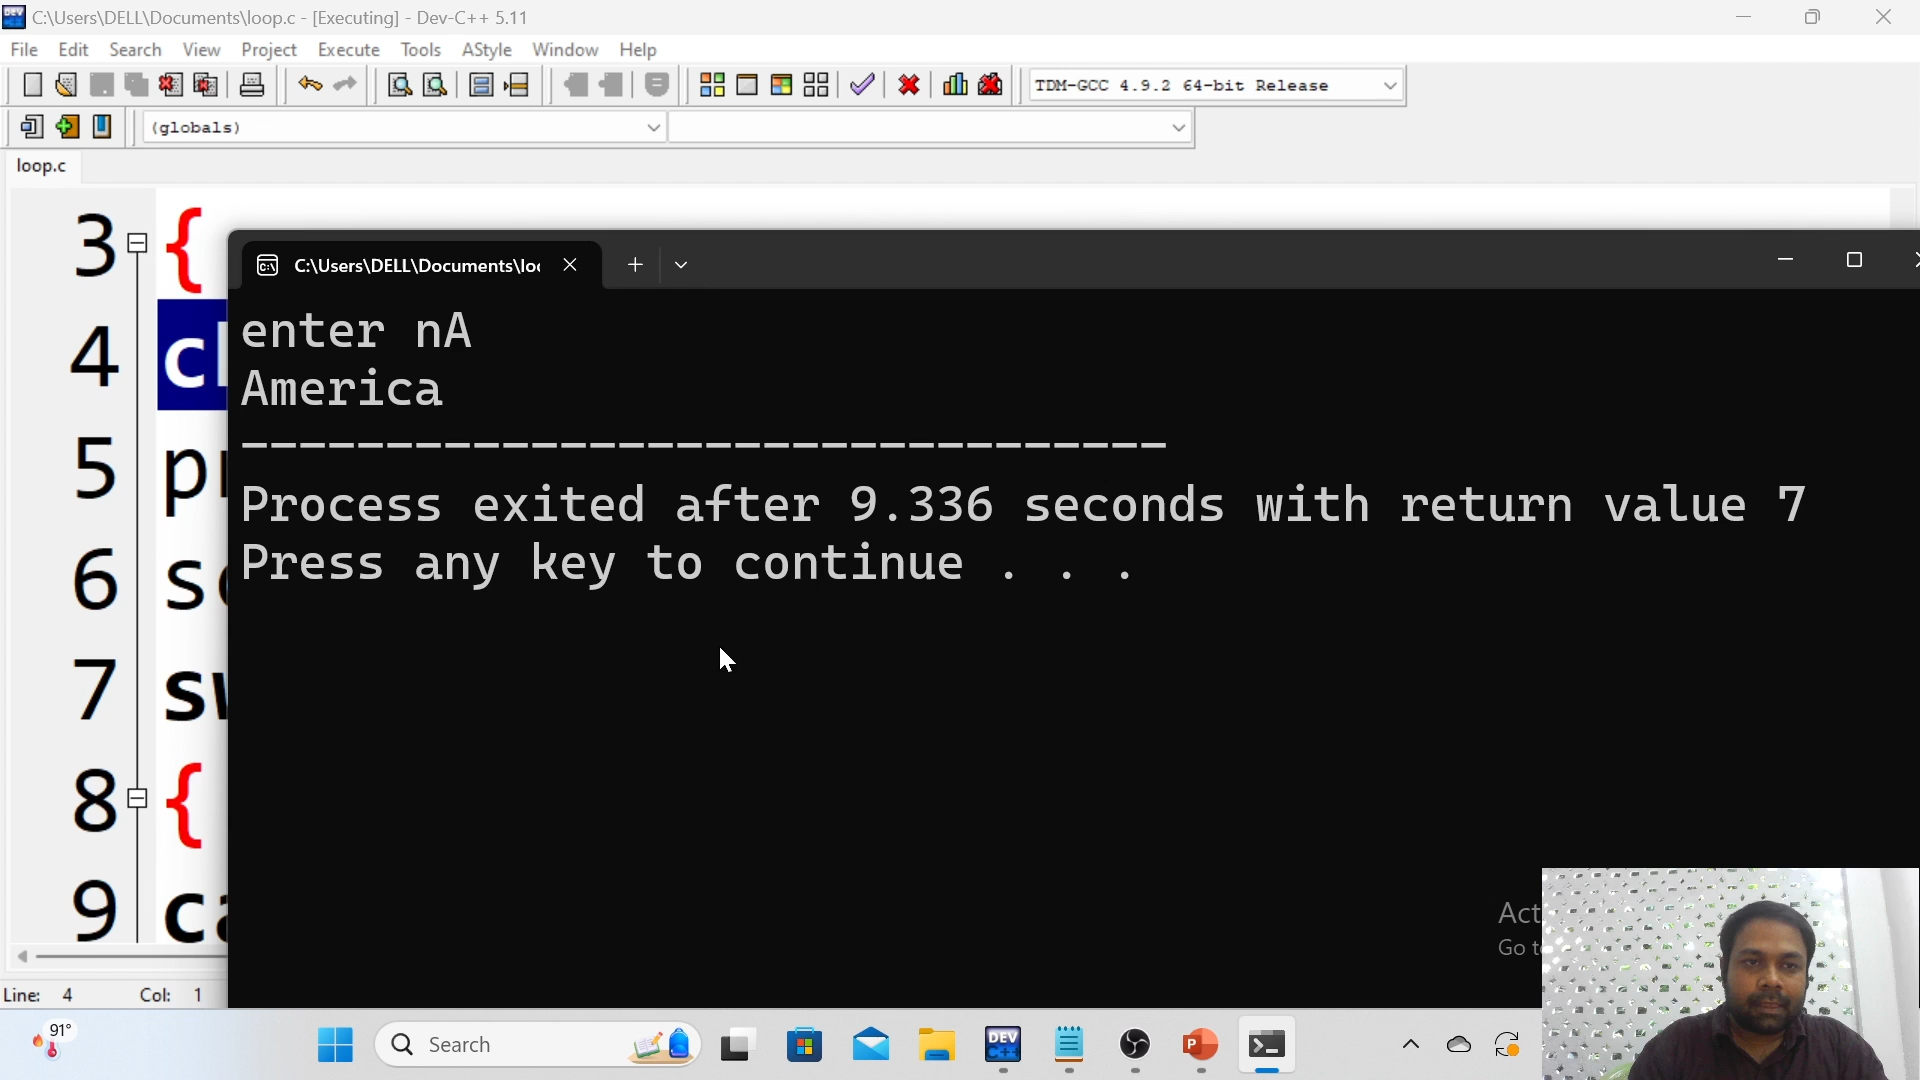 C:\Users\DELL\Documents\loop.c - [Executing] - Dev-C++ 5.11
File Edit Search View Project Execute Tools AStyle Window Help
TDM-GCC 4.9.2 64-bit Release
(globals)
loop.c
3 {
4
5
6
7
8 {
9
C:\Users\DELL\Documents\loo
enter nA
America
--------------------------------
Process exited after 9.336 seconds with return value 7
Press any key to continue . . .
Line: 4 Col: 1
91°
Search
DEV C++